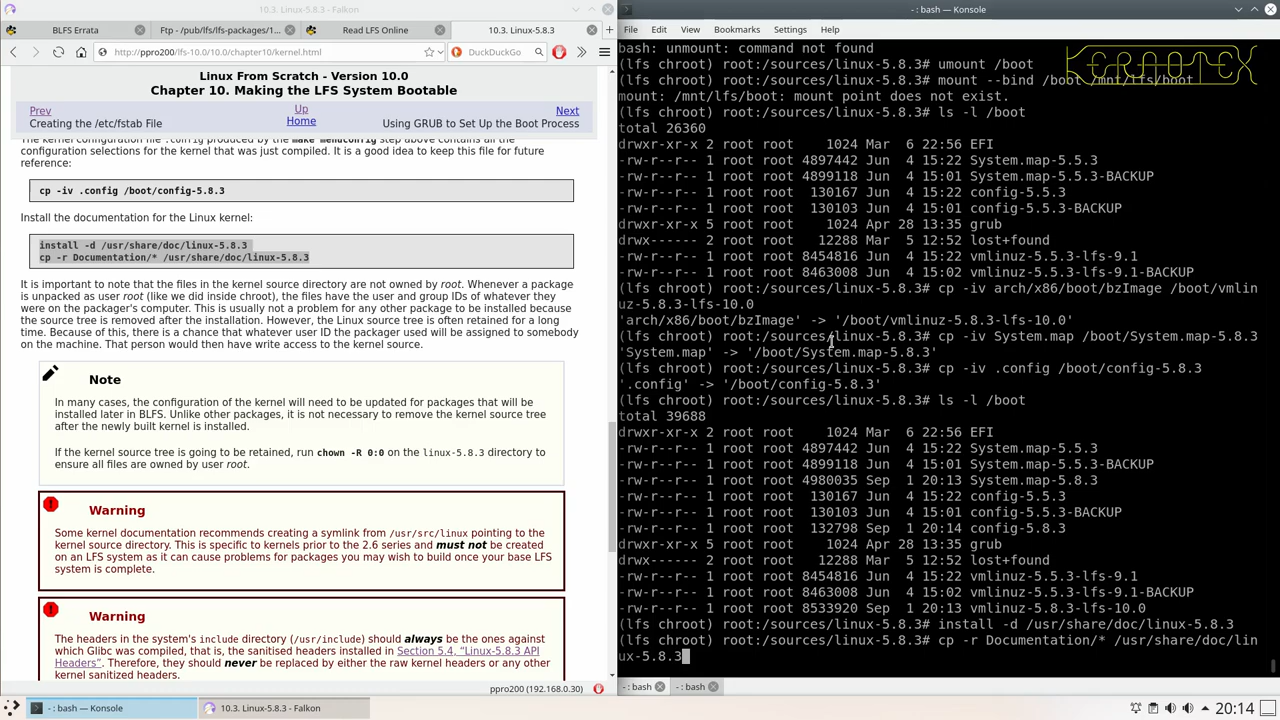 10.3. Linux-5.8.3 - Falkon
BLFS Errata
Ftp - /pub/lfs/lfs-packages/1...
Read LFS Online
10.3. Linux-5.8.3
http://ppro200/lfs-10.0/10.0/chapter10/kernel.html
DuckDuckGo
Linux From Scratch - Version 10.0
Chapter 10. Making the LFS System Bootable
Prev
Up
Next
Creating the /etc/fstab File
Home
Using GRUB to Set Up the Boot Process
The kernel configuration file .config produced by the make menuconfig step above contains all the
configuration selections for the kernel that was just compiled. It is a good idea to keep this file for future
reference:
cp -iv .config /boot/config-5.8.3
Install the documentation for the Linux kernel:
install -d /usr/share/doc/linux-5.8.3
cp -r Documentation/* /usr/share/doc/linux-5.8.3
It is important to note that the files in the kernel source directory are not owned by root. Whenever a package
is unpacked as user root (like we did inside chroot), the files have the user and group IDs of whatever they
were on the packager's computer. This is usually not a problem for any other package to be installed because
the source tree is removed after the installation. However, the Linux source tree is often retained for a long
time. Because of this, there is a chance that whatever user ID the packager used will be assigned to somebody
on the machine. That person would then have write access to the kernel source.
Note
In many cases, the configuration of the kernel will need to be updated for packages that will be
installed later in BLFS. Unlike other packages, it is not necessary to remove the kernel source tree
after the newly built kernel is installed.
If the kernel source tree is going to be retained, run chown -R 0:0 on the linux-5.8.3 directory to
ensure all files are owned by user root.
Warning
Some kernel documentation recommends creating a symlink from /usr/src/linux pointing to the
kernel source directory. This is specific to kernels prior to the 2.6 series and must not be created
on an LFS system as it can cause problems for packages you may wish to build once your base LFS
system is complete.
Warning
The headers in the system's include directory (/usr/include) should always be the ones against
which Glibc was compiled, that is, the sanitised headers installed in Section 5.4, “Linux-5.8.3 API
Headers”. Therefore, they should never be replaced by either the raw kernel headers or any other
kernel sanitized headers.
ppro200 (192.168.0.30)
- : bash — Konsole
File Edit View Bookmarks Settings Help
KEROOTEX
bash: unmount: command not found
(lfs chroot) root:/sources/linux-5.8.3# umount /boot
(lfs chroot) root:/sources/linux-5.8.3# mount --bind /boot /mnt/lfs/boot
mount: /mnt/lfs/boot: mount point does not exist.
(lfs chroot) root:/sources/linux-5.8.3# ls -l /boot
total 26360
drwxr-xr-x 2 root root    1024 Mar  6 22:56 EFI
-rw-r--r-- 1 root root 4897442 Jun  4 15:22 System.map-5.5.3
-rw-r--r-- 1 root root 4899118 Jun  4 15:01 System.map-5.5.3-BACKUP
-rw-r--r-- 1 root root  130167 Jun  4 15:22 config-5.5.3
-rw-r--r-- 1 root root  130103 Jun  4 15:01 config-5.5.3-BACKUP
drwxr-xr-x 5 root root    1024 Apr 28 13:35 grub
drwx------ 2 root root   12288 Mar  5 12:52 lost+found
-rw-r--r-- 1 root root 8454816 Jun  4 15:22 vmlinuz-5.5.3-lfs-9.1
-rw-r--r-- 1 root root 8463008 Jun  4 15:02 vmlinuz-5.5.3-lfs-9.1-BACKUP
(lfs chroot) root:/sources/linux-5.8.3# cp -iv arch/x86/boot/bzImage /boot/vmlin
uz-5.8.3-lfs-10.0
'arch/x86/boot/bzImage' -> '/boot/vmlinuz-5.8.3-lfs-10.0'
(lfs chroot) root:/sources/linux-5.8.3# cp -iv System.map /boot/System.map-5.8.3
'System.map' -> '/boot/System.map-5.8.3'
(lfs chroot) root:/sources/linux-5.8.3# cp -iv .config /boot/config-5.8.3
'.config' -> '/boot/config-5.8.3'
(lfs chroot) root:/sources/linux-5.8.3# ls -l /boot
total 39688
drwxr-xr-x 2 root root    1024 Mar  6 22:56 EFI
-rw-r--r-- 1 root root 4897442 Jun  4 15:22 System.map-5.5.3
-rw-r--r-- 1 root root 4899118 Jun  4 15:01 System.map-5.5.3-BACKUP
-rw-r--r-- 1 root root 4980035 Sep  1 20:13 System.map-5.8.3
-rw-r--r-- 1 root root  130167 Jun  4 15:22 config-5.5.3
-rw-r--r-- 1 root root  130103 Jun  4 15:01 config-5.5.3-BACKUP
-rw-r--r-- 1 root root  132798 Sep  1 20:14 config-5.8.3
drwxr-xr-x 5 root root    1024 Apr 28 13:35 grub
drwx------ 2 root root   12288 Mar  5 12:52 lost+found
-rw-r--r-- 1 root root 8454816 Jun  4 15:22 vmlinuz-5.5.3-lfs-9.1
-rw-r--r-- 1 root root 8463008 Jun  4 15:02 vmlinuz-5.5.3-lfs-9.1-BACKUP
-rw-r--r-- 1 root root 8533920 Sep  1 20:13 vmlinuz-5.8.3-lfs-10.0
(lfs chroot) root:/sources/linux-5.8.3# install -d /usr/share/doc/linux-5.8.3
(lfs chroot) root:/sources/linux-5.8.3# cp -r Documentation/* /usr/share/doc/lin
ux-5.8.3
- : bash
- : bash
- : bash — Konsole
10.3. Linux-5.8.3 - Falkon
20:14